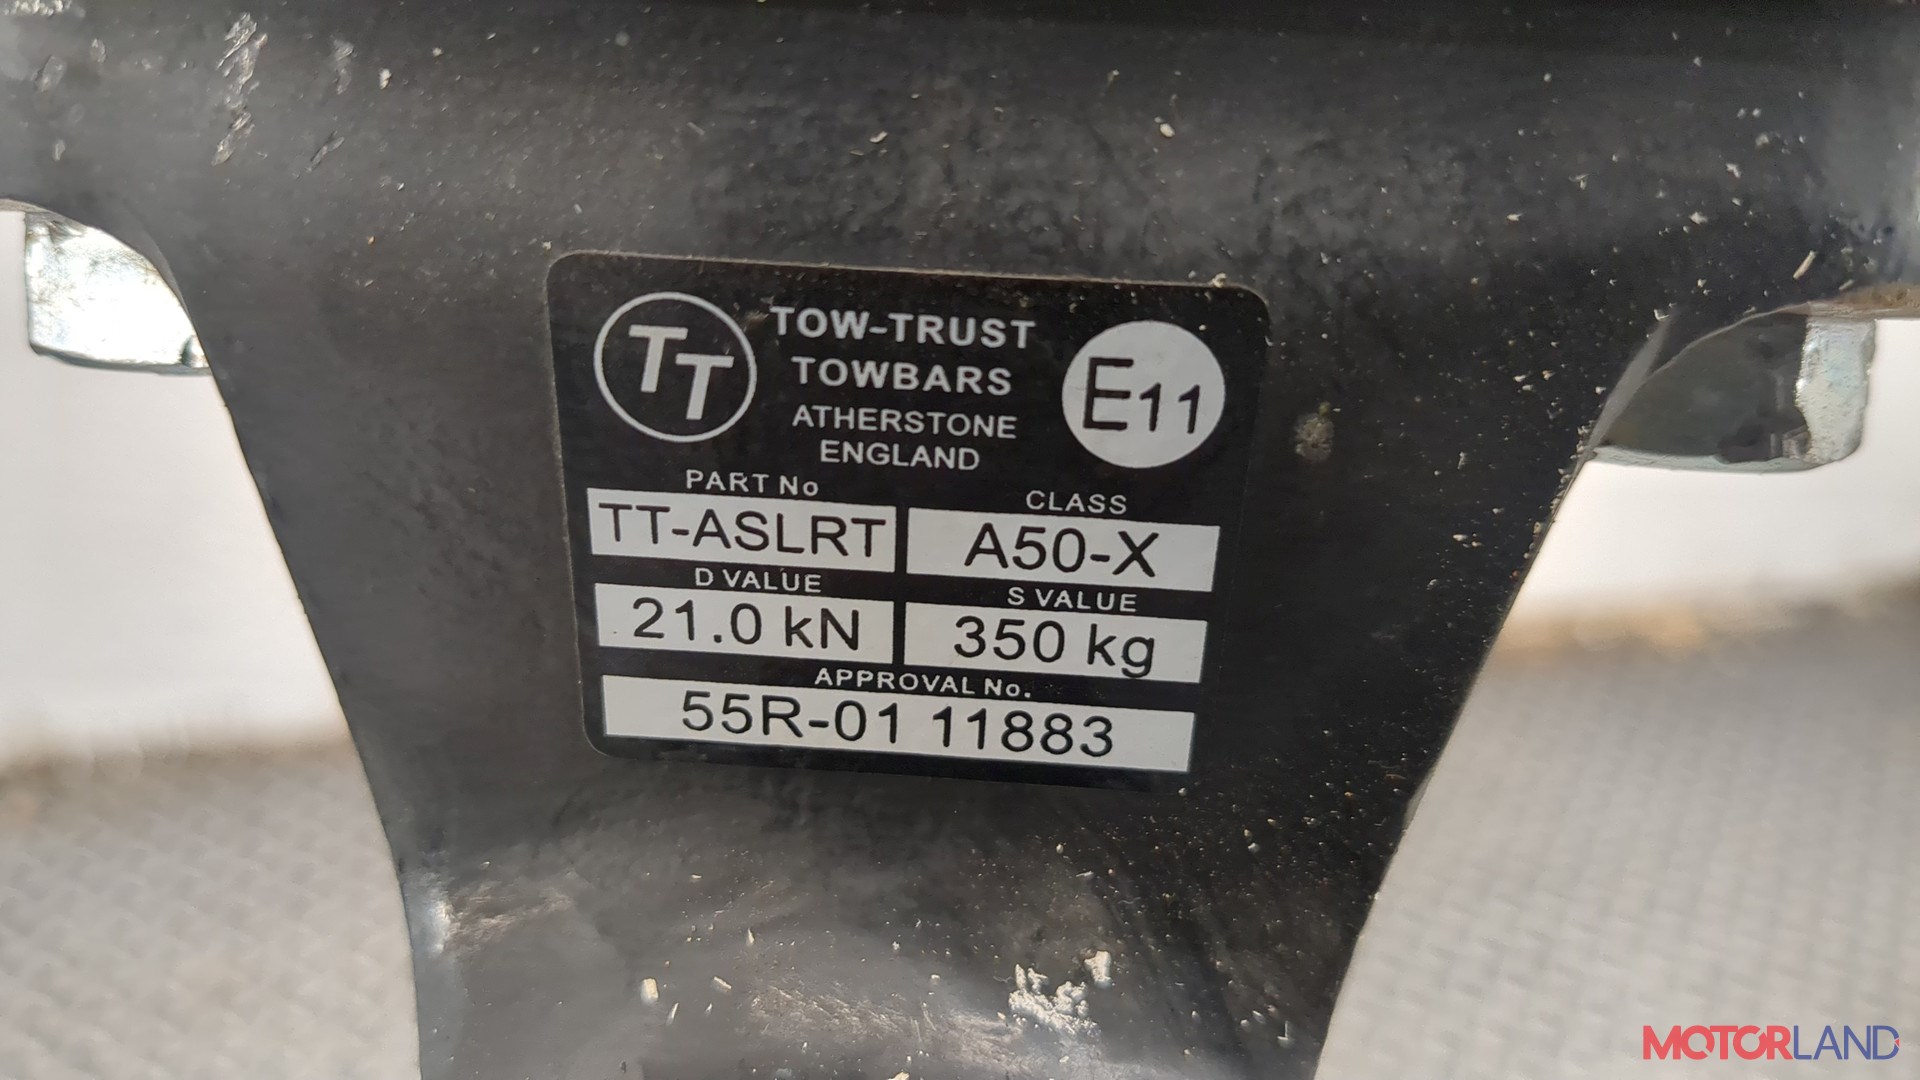 TT
TOW-TRUST
TOWBARS
ATHERSTONE
ENGLAND
E11
PART No
TT-ASLRT
CLASS
A50-X
D VALUE
21.0 kN
S VALUE
350 kg
APPROVAL No.
55R-01 11883
MOTORLAND